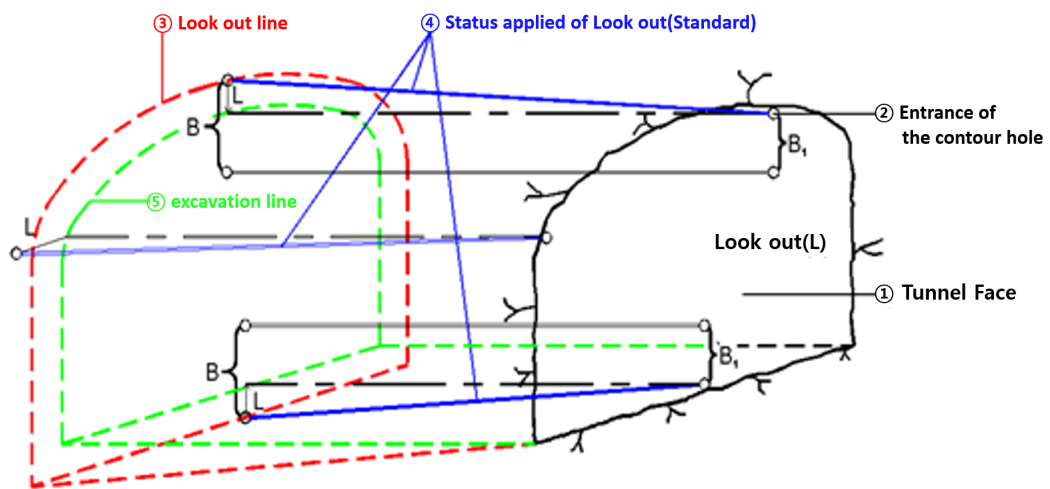 ③ Look out line
④ Status applied of Look out(Standard)
L
B
② Entrance of
the contour hole
B₁
⑤ excavation line
L
Look out(L)
① Tunnel Face
B
L
B₁